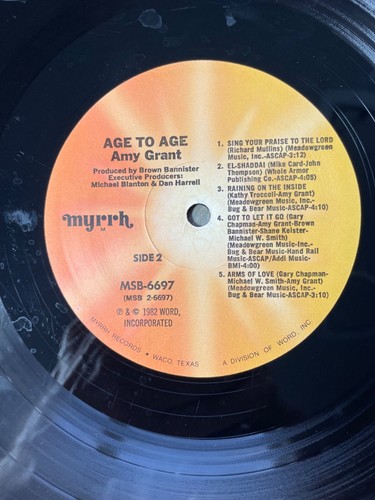 AGE TO AGE
Amy Grant
Produced by Brown Bannister
Executive Producers:
Michael Blanton & Dan Harrell
myrrh
M
SIDE 2
MSB-6697
(MSB 2-6697)
℗ & © 1982 WORD,
INCORPORATED
1. SING YOUR PRAISE TO THE LORD
(Richard Mullins) (Meadowgreen
Music, Inc.-ASCAP-3:12)
2. EL-SHADDAI (Mike Card-John
Thompson) (Whole Armor
Publishing Co.-ASCAP-4:05)
3. RAINING ON THE INSIDE
(Kathy Troccoli-Amy Grant)
(Meadowgreen Music, Inc.-
Bug & Bear Music-ASCAP-4:10)
4. GOT TO LET IT GO (Gary
Chapman-Amy Grant-Brown
Bannister-Shane Keister-
Michael W. Smith)
(Meadowgreen Music, Inc.-
Bug & Bear Music-Hand Rail
Music-ASCAP/Addi Music-
BMI-4:00)
5. ARMS OF LOVE (Gary Chapman-
Michael W. Smith-Amy Grant)
(Meadowgreen Music, Inc.-
Bug & Bear Music-ASCAP-3:10)
MYRRH RECORDS • WACO, TEXAS A DIVISION OF WORD, INC.